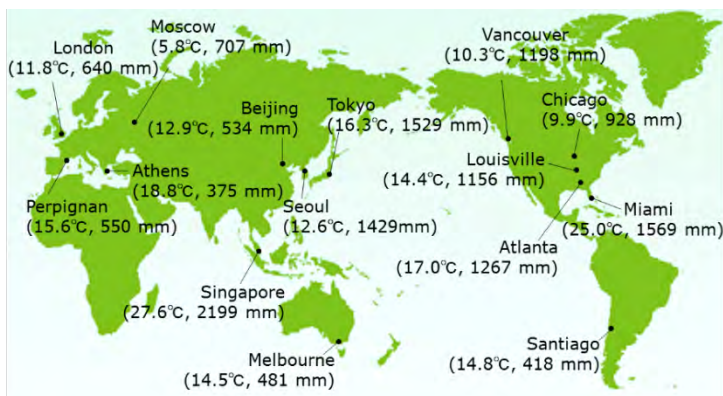 Moscow
(5.8℃, 707 mm)
London
(11.8℃, 640 mm)
Vancouver
(10.3℃, 1198 mm)
Beijing
(12.9℃, 534 mm)
Tokyo
(16.3℃, 1529 mm)
Chicago
(9.9℃, 928 mm)
Louisville
(14.4℃, 1156 mm)
Athens
(18.8℃, 375 mm)
Perpignan
(15.6℃, 550 mm)
Seoul
(12.6℃, 1429mm)
Miami
(25.0℃, 1569 mm)
Atlanta
(17.0℃, 1267 mm)
Singapore
(27.6℃, 2199 mm)
Melbourne
(14.5℃, 481 mm)
Santiago
(14.8℃, 418 mm)